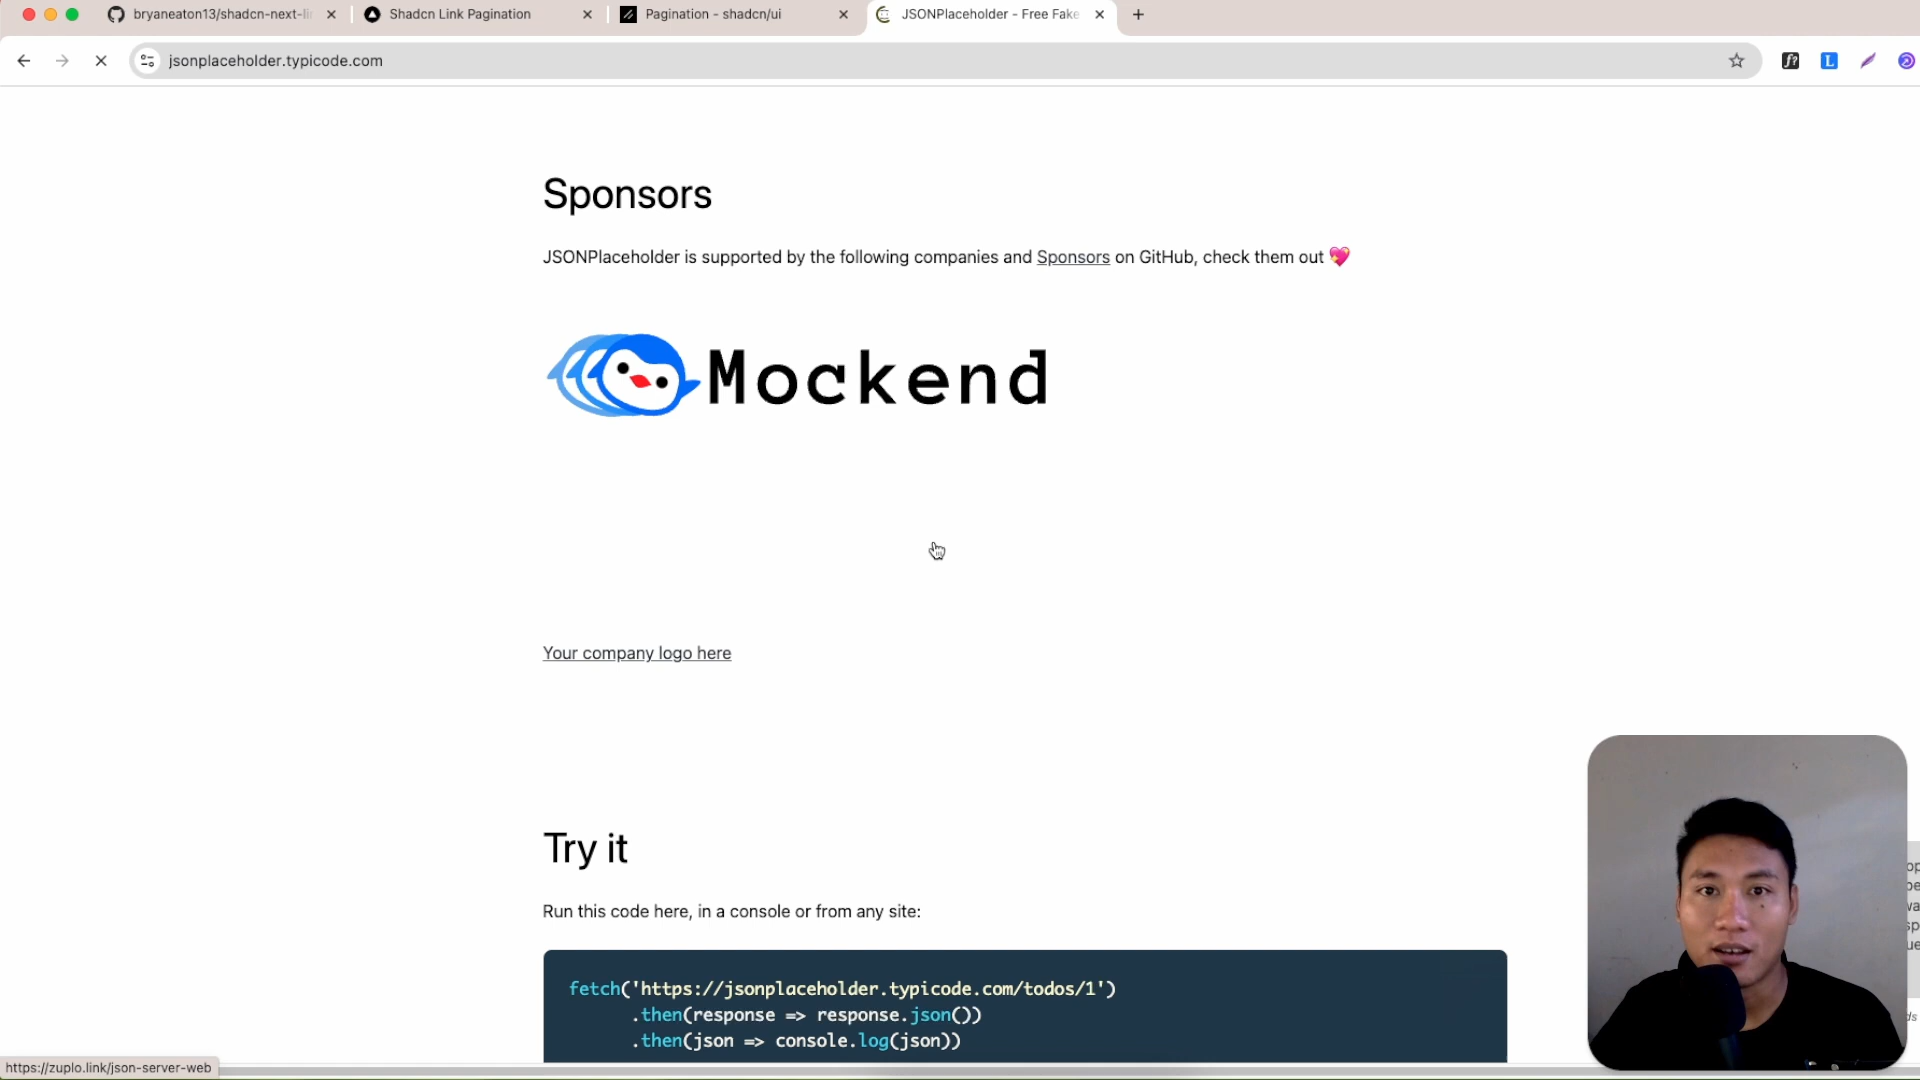 bryaneaton13/shadcn-next-li
Shadcn Link Pagination
Pagination - shadcn/ui
JSONPlaceholder - Free Fake
jsonplaceholder.typicode.com
Sponsors
JSONPlaceholder is supported by the following companies and Sponsors on GitHub, check them out 💖
Mockend
Your company logo here
Try it
Run this code here, in a console or from any site:
fetch('https://jsonplaceholder.typicode.com/todos/1')
.then(response => response.json())
.then(json => console.log(json))
https://zuplo.link/json-server-web